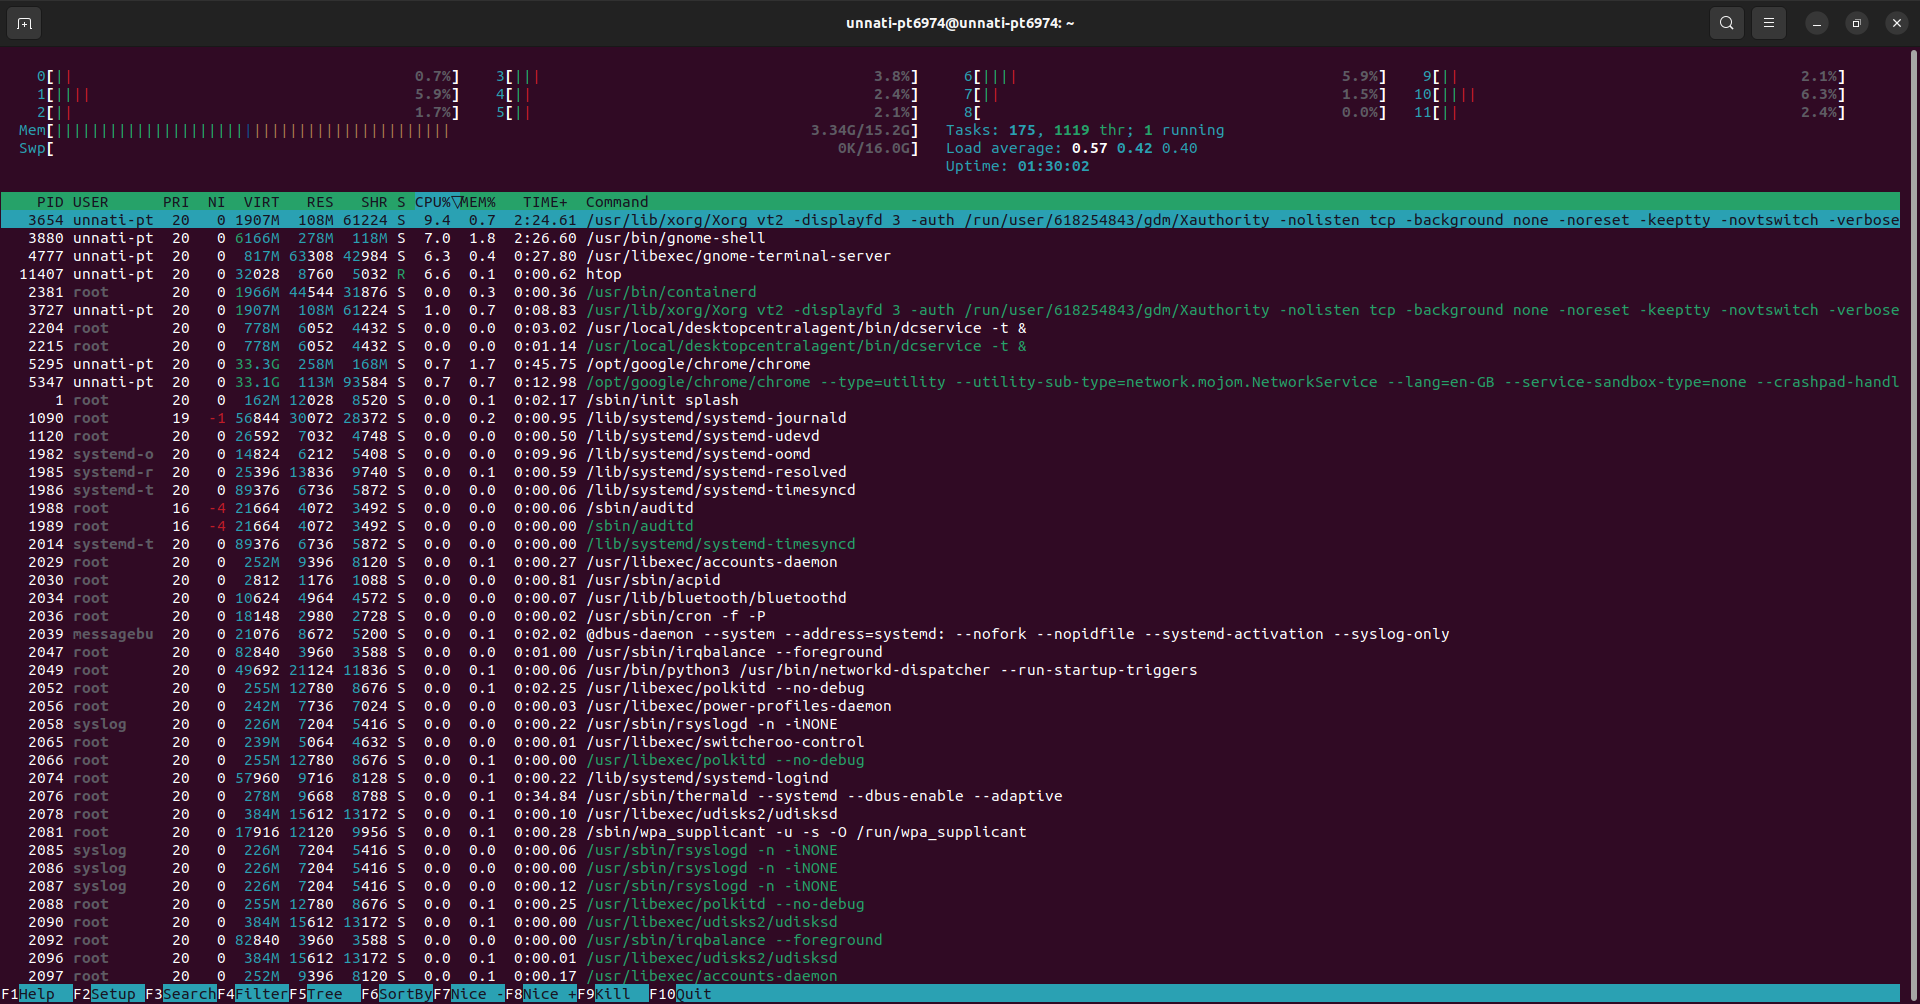 unnati-pt6974@unnati-pt6974: ~
0[|| 0.7%] 3[||| 3.8%] 6[|||| 5.9%] 9[|| 2.1%]
1[|||| 5.9%] 4[|| 2.4%] 7[|| 1.5%] 10[|||| 6.3%]
2[|| 1.7%] 5[|| 2.1%] 8[ 0.0%] 11[|| 2.4%]
Mem[|||||||||||||||||||||||||||||||||||||||||||| 3.34G/15.2G] Tasks: 175, 1119 thr; 1 running
Swp[ 0K/16.0G] Load average: 0.57 0.42 0.40
Uptime: 01:30:02
PID USER PRI NI VIRT RES SHR S CPU%▽MEM% TIME+ Command
3654 unnati-pt 20 0 1907M 108M 61224 S 9.4 0.7 2:24.61 /usr/lib/xorg/Xorg vt2 -displayfd 3 -auth /run/user/618254843/gdm/Xauthority -nolisten tcp -background none -noreset -keeptty -novtswitch -verbose
3880 unnati-pt 20 0 6166M 278M 118M S 7.0 1.8 2:26.60 /usr/bin/gnome-shell
4777 unnati-pt 20 0 817M 63308 42984 S 6.3 0.4 0:27.80 /usr/libexec/gnome-terminal-server
11407 unnati-pt 20 0 32028 8760 5032 R 6.6 0.1 0:00.62 htop
2381 root 20 0 1966M 44544 31876 S 0.0 0.3 0:00.36 /usr/bin/containerd
3727 unnati-pt 20 0 1907M 108M 61224 S 1.0 0.7 0:08.83 /usr/lib/xorg/Xorg vt2 -displayfd 3 -auth /run/user/618254843/gdm/Xauthority -nolisten tcp -background none -noreset -keeptty -novtswitch -verbose
2204 root 20 0 778M 6052 4432 S 0.0 0.0 0:03.02 /usr/local/desktopcentralagent/bin/dcservice -t &
2215 root 20 0 778M 6052 4432 S 0.0 0.0 0:01.14 /usr/local/desktopcentralagent/bin/dcservice -t &
5295 unnati-pt 20 0 33.3G 258M 168M S 0.7 1.7 0:45.75 /opt/google/chrome/chrome
5347 unnati-pt 20 0 33.1G 113M 93584 S 0.7 0.7 0:12.98 /opt/google/chrome/chrome --type=utility --utility-sub-type=network.mojom.NetworkService --lang=en-GB --service-sandbox-type=none --crashpad-handl
1 root 20 0 162M 12028 8520 S 0.0 0.1 0:02.17 /sbin/init splash
1090 root 19 -1 56844 30072 28372 S 0.0 0.2 0:00.95 /lib/systemd/systemd-journald
1120 root 20 0 26592 7032 4748 S 0.0 0.0 0:00.50 /lib/systemd/systemd-udevd
1982 systemd-o 20 0 14824 6212 5408 S 0.0 0.0 0:09.96 /lib/systemd/systemd-oomd
1985 systemd-r 20 0 25396 13836 9740 S 0.0 0.1 0:00.59 /lib/systemd/systemd-resolved
1986 systemd-t 20 0 89376 6736 5872 S 0.0 0.0 0:00.06 /lib/systemd/systemd-timesyncd
1988 root 16 -4 21664 4072 3492 S 0.0 0.0 0:00.06 /sbin/auditd
1989 root 16 -4 21664 4072 3492 S 0.0 0.0 0:00.00 /sbin/auditd
2014 systemd-t 20 0 89376 6736 5872 S 0.0 0.0 0:00.00 /lib/systemd/systemd-timesyncd
2029 root 20 0 252M 9396 8120 S 0.0 0.1 0:00.27 /usr/libexec/accounts-daemon
2030 root 20 0 2812 1176 1088 S 0.0 0.0 0:00.81 /usr/sbin/acpid
2034 root 20 0 10624 4964 4572 S 0.0 0.0 0:00.07 /usr/lib/bluetooth/bluetoothd
2036 root 20 0 18148 2980 2728 S 0.0 0.0 0:00.02 /usr/sbin/cron -f -P
2039 messagebu 20 0 21076 8672 5200 S 0.0 0.1 0:02.02 @dbus-daemon --system --address=systemd: --nofork --nopidfile --systemd-activation --syslog-only
2047 root 20 0 82840 3960 3588 S 0.0 0.0 0:01.00 /usr/sbin/irqbalance --foreground
2049 root 20 0 49692 21124 11836 S 0.0 0.1 0:00.06 /usr/bin/python3 /usr/bin/networkd-dispatcher --run-startup-triggers
2052 root 20 0 255M 12780 8676 S 0.0 0.1 0:02.25 /usr/libexec/polkitd --no-debug
2056 root 20 0 242M 7736 7024 S 0.0 0.0 0:00.03 /usr/libexec/power-profiles-daemon
2058 syslog 20 0 226M 7204 5416 S 0.0 0.0 0:00.22 /usr/sbin/rsyslogd -n -iNONE
2065 root 20 0 239M 5064 4632 S 0.0 0.0 0:00.01 /usr/libexec/switcheroo-control
2066 root 20 0 255M 12780 8676 S 0.0 0.1 0:00.00 /usr/libexec/polkitd --no-debug
2074 root 20 0 57960 9716 8128 S 0.0 0.1 0:00.22 /lib/systemd/systemd-logind
2076 root 20 0 278M 9668 8788 S 0.0 0.1 0:34.84 /usr/sbin/thermald --systemd --dbus-enable --adaptive
2078 root 20 0 384M 15612 13172 S 0.0 0.1 0:00.10 /usr/libexec/udisks2/udisksd
2081 root 20 0 17916 12120 9956 S 0.0 0.1 0:00.28 /sbin/wpa_supplicant -u -s -O /run/wpa_supplicant
2085 syslog 20 0 226M 7204 5416 S 0.0 0.0 0:00.06 /usr/sbin/rsyslogd -n -iNONE
2086 syslog 20 0 226M 7204 5416 S 0.0 0.0 0:00.00 /usr/sbin/rsyslogd -n -iNONE
2087 syslog 20 0 226M 7204 5416 S 0.0 0.0 0:00.12 /usr/sbin/rsyslogd -n -iNONE
2088 root 20 0 255M 12780 8676 S 0.0 0.1 0:00.25 /usr/libexec/polkitd --no-debug
2090 root 20 0 384M 15612 13172 S 0.0 0.1 0:00.00 /usr/libexec/udisks2/udisksd
2092 root 20 0 82840 3960 3588 S 0.0 0.0 0:00.00 /usr/sbin/irqbalance --foreground
2096 root 20 0 384M 15612 13172 S 0.0 0.1 0:00.01 /usr/libexec/udisks2/udisksd
2097 root 20 0 252M 9396 8120 S 0.0 0.1 0:00.17 /usr/libexec/accounts-daemon
F1Help F2Setup F3SearchF4FilterF5Tree F6SortByF7Nice -F8Nice +F9Kill F10Quit